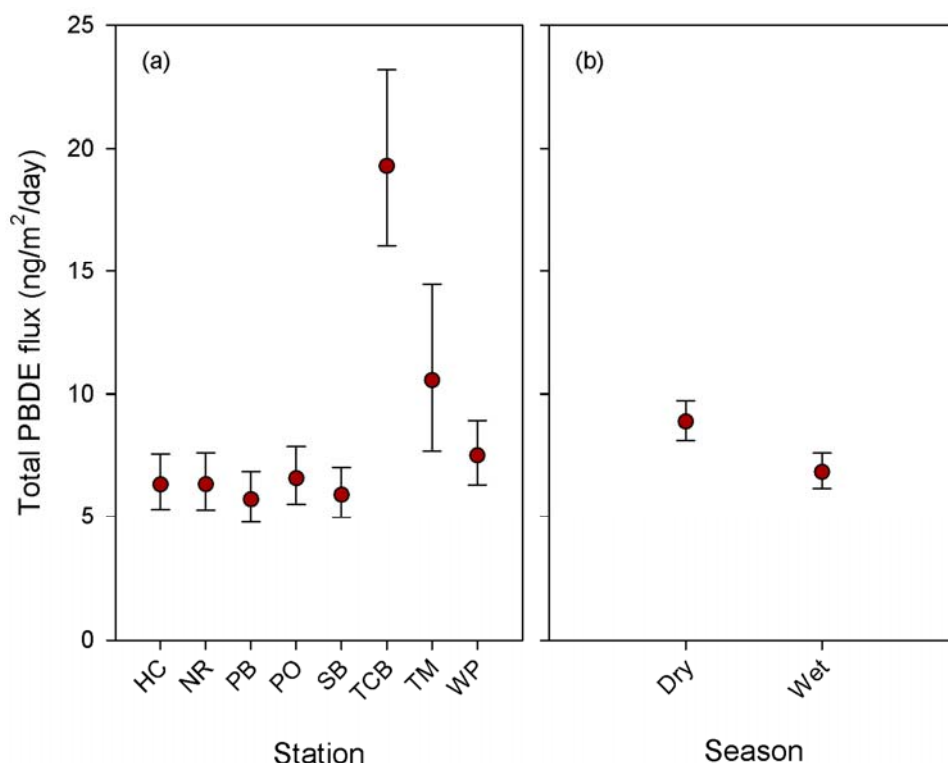 (a)
(b)
Total PBDE flux (ng/m²/day)
25
20
15
10
5
0
HC
NR
PB
PO
SB
TCB
TM
WP
Dry
Wet
Station
Season